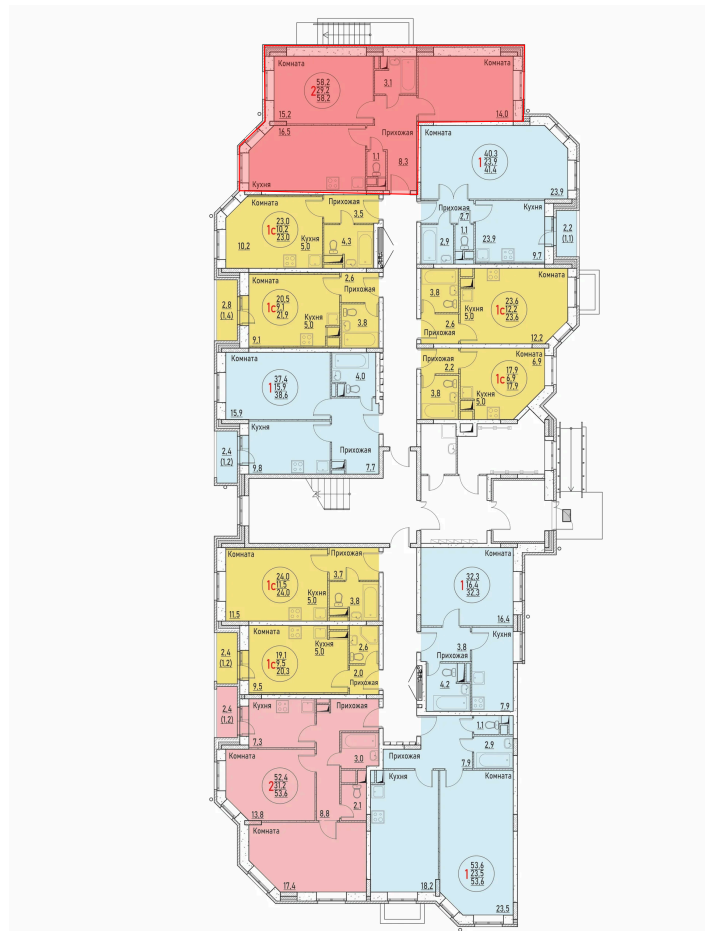 Комната
58.2
2 29.2
58.2
15.2
3.1
Комната
14.0
16.5
Кухня
1.1
Прихожая
8.3
Комната
40.3
1 23.9
41.4
23.9
Комната
23.0
1с 10.2
23.0
10.2
Прихожая
3.5
Кухня
5.0
4.3
Прихожая
7.7
2.9
1.1
23.9
Кухня
9.7
2.2
(1.1)
2.8
(1.4)
20.5
1с 9.1
21.9
9.1
Кухня
5.0
2.6
Прихожая
3.8
3.8
Кухня
5.0
2.6
Прихожая
Комната
23.6
1с 12.2
23.6
12.2
Комната
37.4
1 15.9
38.6
15.9
4.0
Прихожая
2.2
3.8
Кухня
5.0
Комната
6.9
17.9
1с 6.9
17.9
2.4
(1.2)
Кухня
9.8
Прихожая
7.7
Комната
24.0
1с 11.5
24.0
11.5
Прихожая
3.7
Кухня
5.0
3.8
Комната
32.3
1 16.4
32.3
16.4
2.4
(1.2)
Комната
19.1
1с 9.5
20.3
9.5
Кухня
5.0
2.6
2.0
Прихожая
3.8
Прихожая
4.2
Кухня
7.9
2.4
(1.2)
Кухня
7.3
Прихожая
Комната
52.4
2 31.2
53.6
13.8
3.0
2.1
8.8
Комната
17.4
Прихожая
7.9
1.1
2.9
Кухня
18.2
Комната
53.6
1 23.5
53.6
23.5